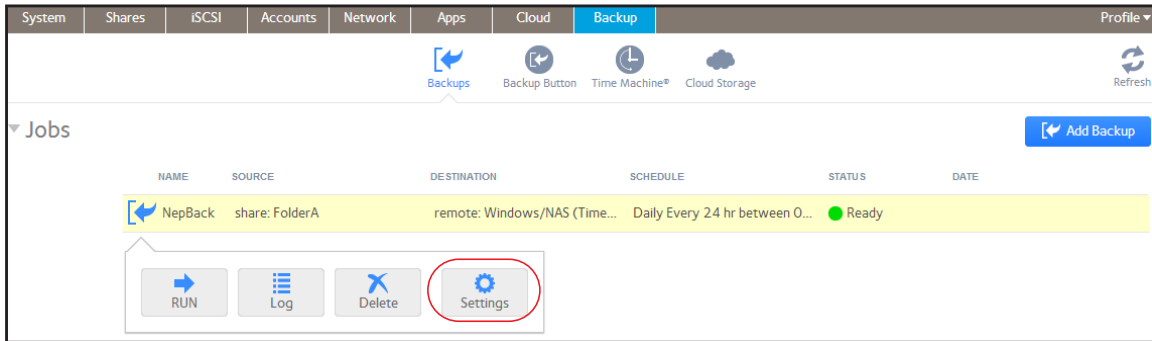 System Shares iSCSI Accounts Network Apps Cloud Backup Profile
Backups Backup Button Time Machine® Cloud Storage Refresh
Jobs Add Backup
NAME SOURCE DESTINATION SCHEDULE STATUS DATE
NepBack share: FolderA remote: Windows/NAS (Time... Daily Every 24 hr between 0... Ready
RUN Log Delete Settings